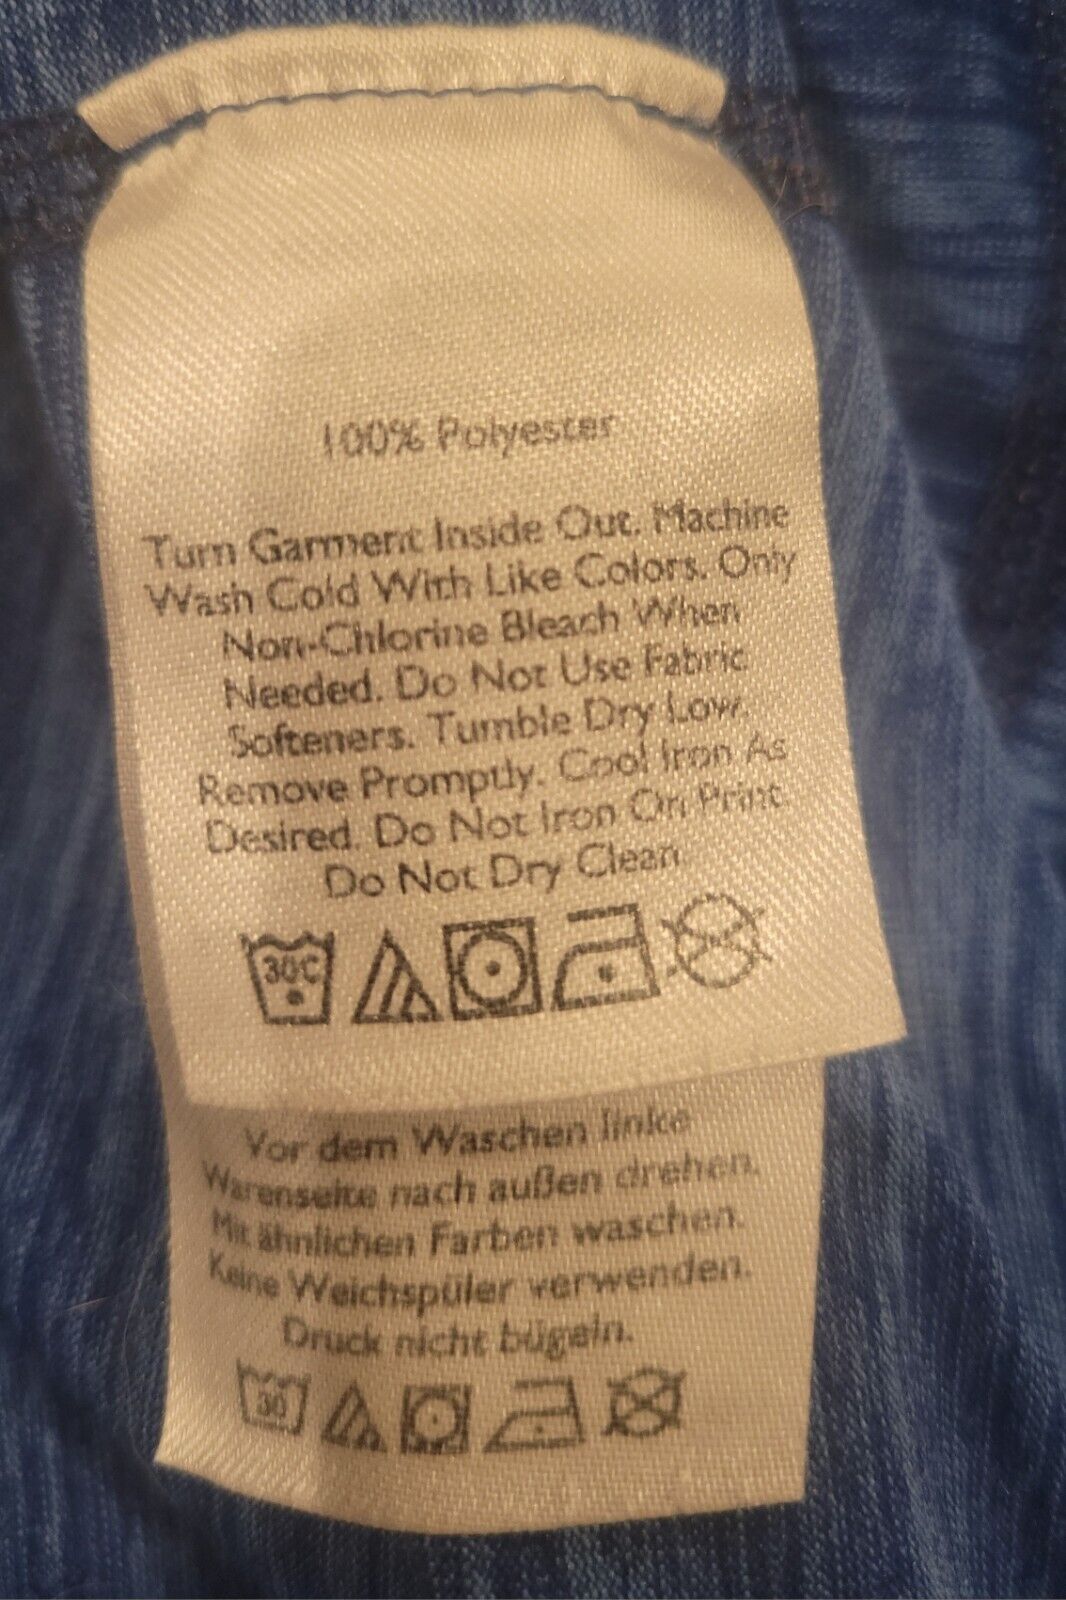 100% Polyester
Turn Garment Inside Out. Machine
Wash Cold With Like Colors. Only
Non-Chlorine Bleach When
Needed. Do Not Use Fabric
Softeners. Tumble Dry Low.
Remove Promptly. Cool Iron As
Desired. Do Not Iron On Print.
Do Not Dry Clean.
30C
Vor dem Waschen linke
Warenseite nach außen drehen.
Mit ähnlichen Farben waschen.
Keine Weichspüler verwenden.
Druck nicht bügeln.
30